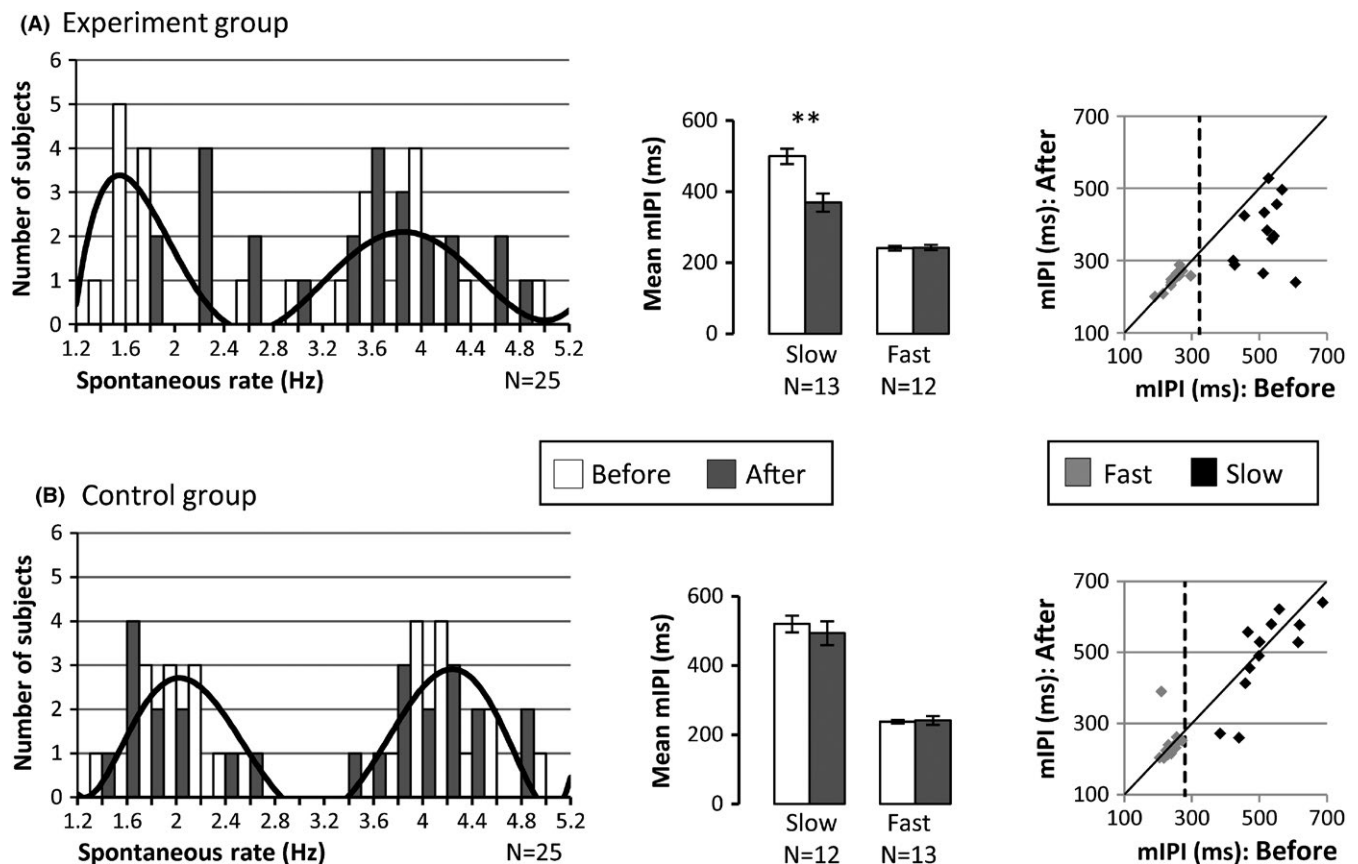 (A) Experiment group
Number of subjects
6
5
4
3
2
1
0
1.2 1.6 2 2.4 2.8 3.2 3.6 4 4.4 4.8 5.2
Spontaneous rate (Hz) N=25
Mean mIPI (ms)
600
400
200
0
**
Slow Fast
N=13 N=12
mIPI (ms): After
700
500
300
100
100 300 500 700
mIPI (ms): Before
Before After
Fast Slow
(B) Control group
Number of subjects
6
5
4
3
2
1
0
1.2 1.6 2 2.4 2.8 3.2 3.6 4 4.4 4.8 5.2
Spontaneous rate (Hz) N=25
Mean mIPI (ms)
600
400
200
0
Slow Fast
N=12 N=13
mIPI (ms): After
700
500
300
100
100 300 500 700
mIPI (ms): Before